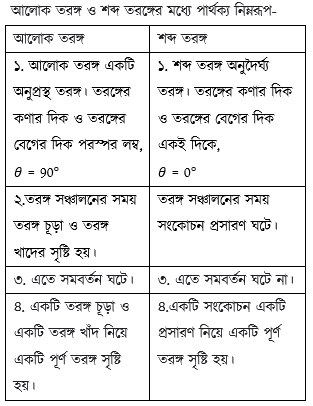 আলোক তরঙ্গ ও শব্দ তরঙ্গের মধ্যে পার্থক্য নিম্নরূপ-
আলোক তরঙ্গ
শব্দ তরঙ্গ
১. আলোক তরঙ্গ একটি
অনুপ্রস্থ তরঙ্গ। তরঙ্গের
কণার দিক ও তরঙ্গের
বেগের দিক পরস্পর লম্ব,
θ = 90°
১. শব্দ তরঙ্গ অনুদৈর্ঘ্য
তরঙ্গ। তরঙ্গের কণার দিক
ও তরঙ্গের বেগের দিক
একই দিকে,
θ = 0°
২.তরঙ্গ সঞ্চালনের সময়
তরঙ্গ চূড়া ও তরঙ্গ
খাদের সৃষ্টি হয়।
তরঙ্গ সঞ্চালনের সময়
সংকোচন প্রসারণ ঘটে।
৩. এতে সমবর্তন ঘটে।
৩. এতে সমবর্তন ঘটে না।
৪. একটি তরঙ্গ চূড়া ও
একটি তরঙ্গ খাঁদ নিয়ে
একটি পূর্ণ তরঙ্গ সৃষ্টি
হয়।
৪.একটি সংকোচন একটি
প্রসারণ নিয়ে একটি পূর্ণ
তরঙ্গ সৃষ্টি হয়।